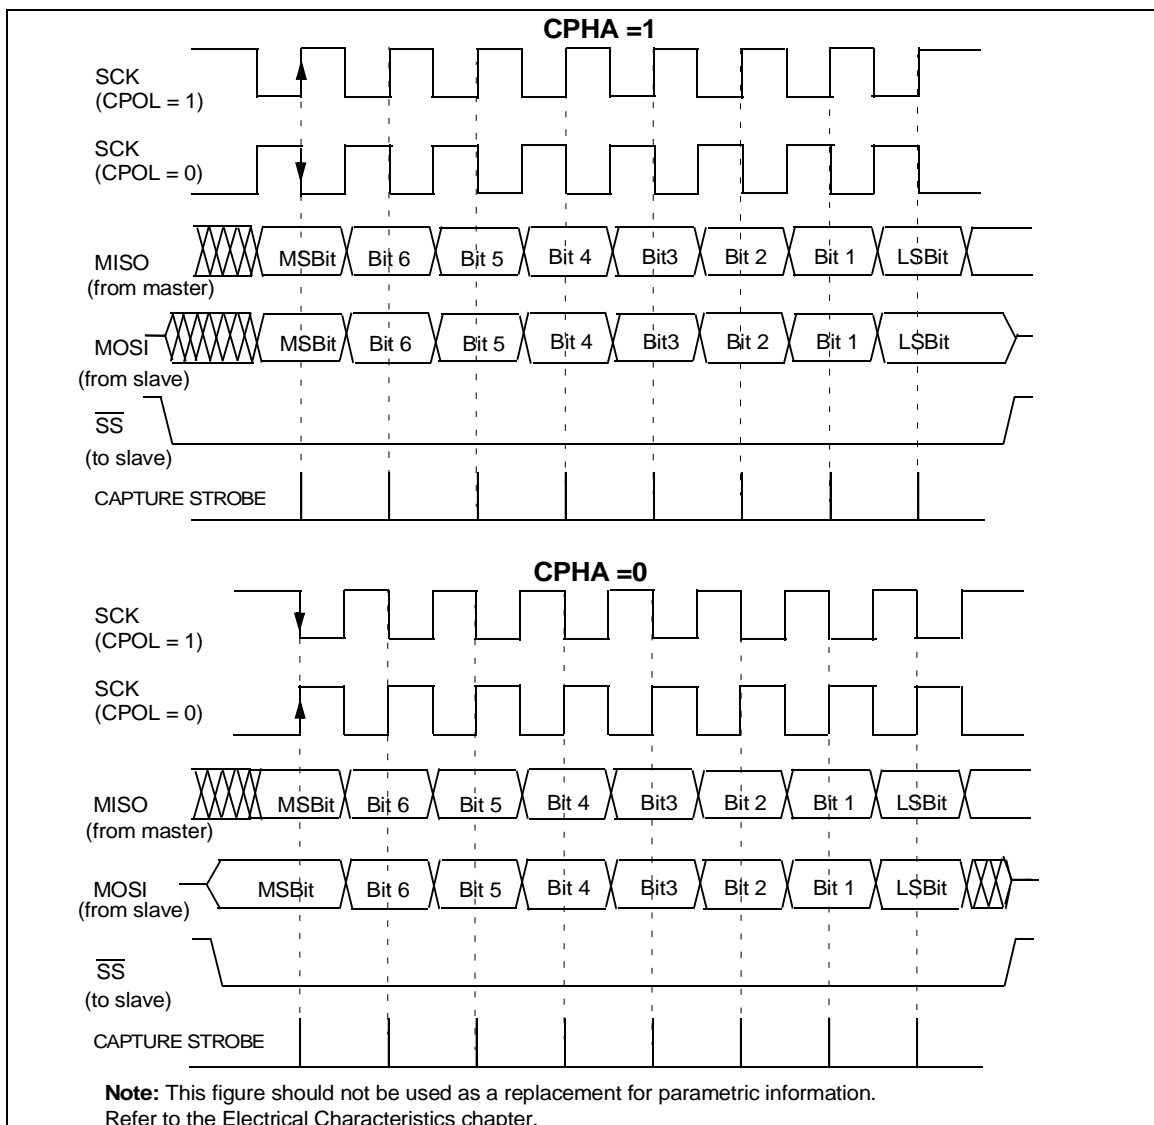 CPHA =1
SCK
(CPOL = 1)
SCK
(CPOL = 0)
MISO
(from master)
MSBit Bit 6 Bit 5 Bit 4 Bit3 Bit 2 Bit 1 LSBit
MOSI
(from slave)
MSBit Bit 6 Bit 5 Bit 4 Bit3 Bit 2 Bit 1 LSBit
SS
(to slave)
CAPTURE STROBE
CPHA =0
SCK
(CPOL = 1)
SCK
(CPOL = 0)
MISO
(from master)
MSBit Bit 6 Bit 5 Bit 4 Bit3 Bit 2 Bit 1 LSBit
MOSI
(from slave)
MSBit Bit 6 Bit 5 Bit 4 Bit3 Bit 2 Bit 1 LSBit
SS
(to slave)
CAPTURE STROBE
Note: This figure should not be used as a replacement for parametric information.
Refer to the Electrical Characteristics chapter.